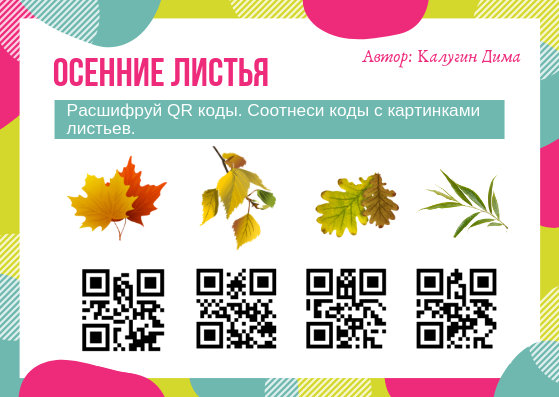 Автор: Калугин Дима
ОСЕННИЕ ЛИСТЬЯ
Расшифруй QR коды. Соотнеси коды с картинками
листьев.